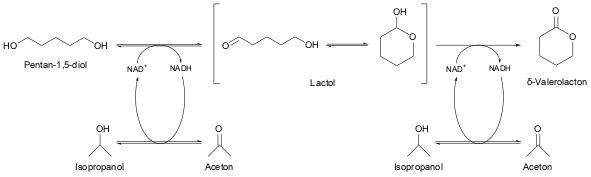 OH
O
HO
OH
O
OH
O
O
O
Pentan-1,5-diol
NAD+
NADH
NAD+
NADH
Lactol
δ-Valerolacton
OH
O
OH
O
Isopropanol
Aceton
Isopropanol
Aceton